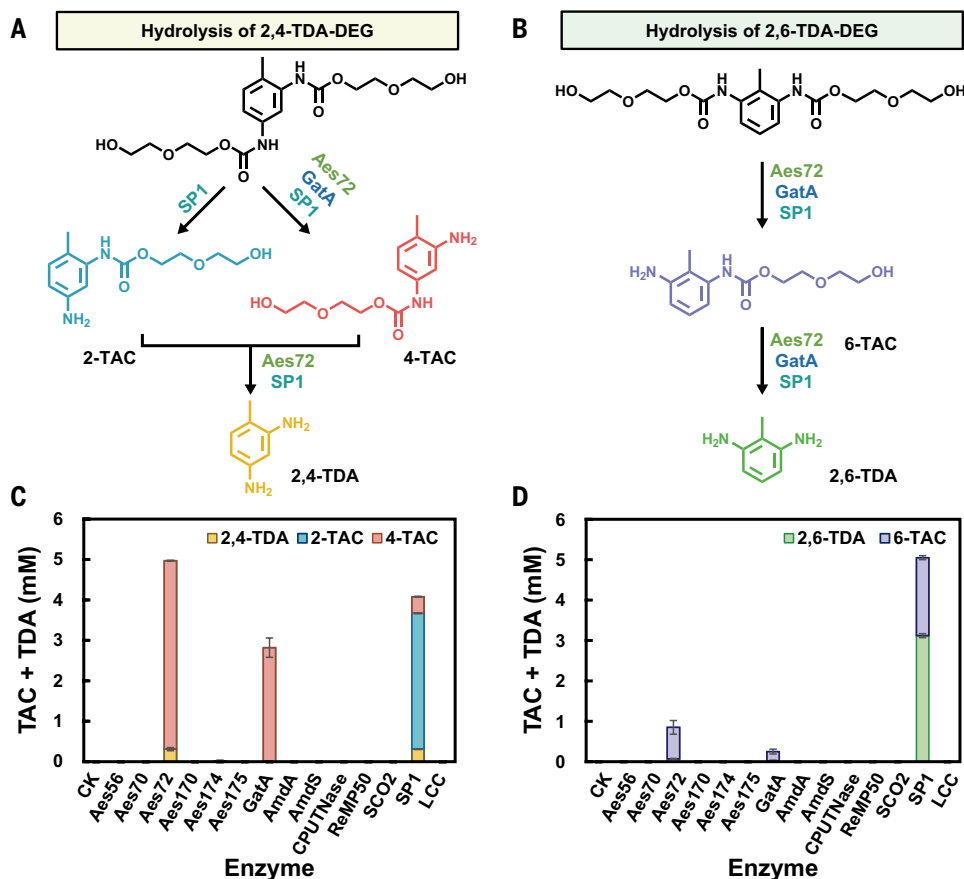 A
Hydrolysis of 2,4-TDA-DEG
H
N
O
O
OH
O
HO
O
O
NH
O
SP1
Aes72
GatA
SP1
H
N
O
O
OH
O
NH₂
2-TAC
NH₂
HO
O
O
NH
O
4-TAC
Aes72
SP1
NH₂
NH₂
2,4-TDA
B
Hydrolysis of 2,6-TDA-DEG
HO
O
O
H
N
H
N
O
O
OH
O
O
Aes72
GatA
SP1
H₂N
H
N
O
O
OH
O
6-TAC
Aes72
GatA
SP1
H₂N
NH₂
2,6-TDA
C
2,4-TDA 2-TAC 4-TAC
TAC + TDA (mM)
6
5
4
3
2
1
0
CK
Aes56
Aes70
Aes72
Aes170
Aes174
Aes175
GatA
AmdA
AmdS
CPUTNase
ReMP50
SCO2
SP1
LCC
Enzyme
D
2,6-TDA 6-TAC
TAC + TDA (mM)
6
5
4
3
2
1
0
CK
Aes56
Aes70
Aes72
Aes170
Aes174
Aes175
GatA
AmdA
AmdS
CPUTNase
ReMP50
SCO2
SP1
LCC
Enzyme